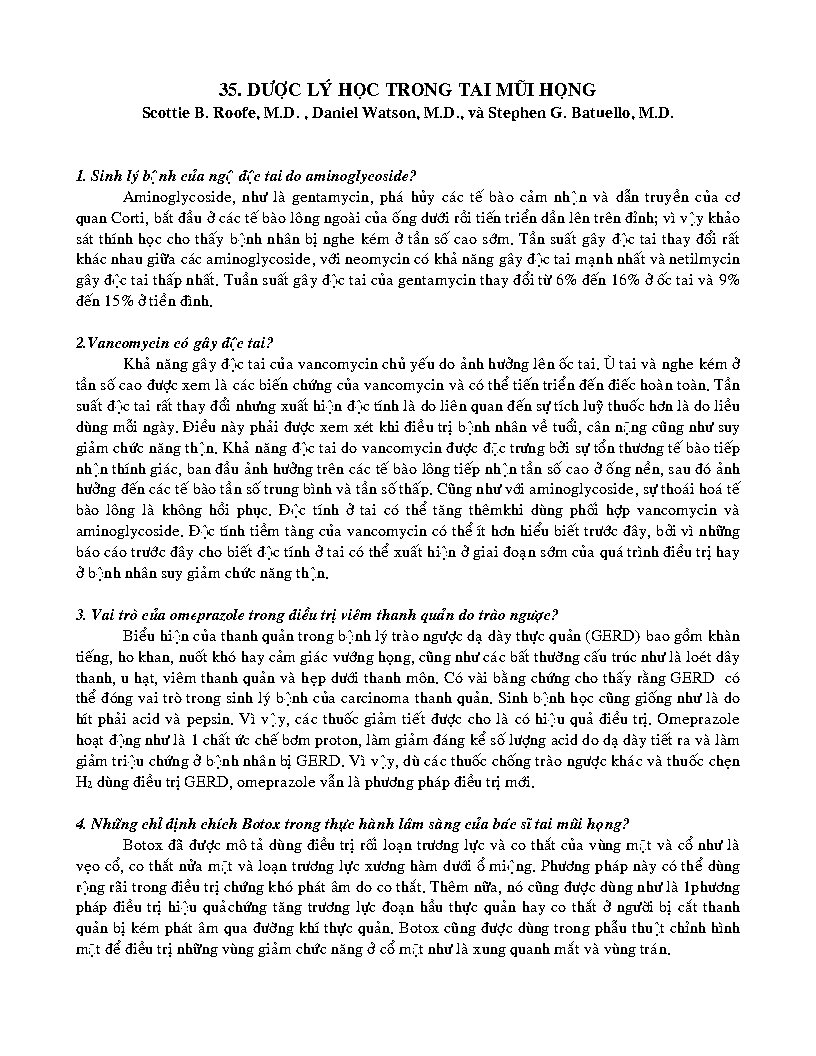 35. DƯỢC LÝ HỌC TRONG TAI MŨI HỌNG
Scottie B. Roofe, M.D. , Daniel Watson, M.D., và Stephen G. Batuello, M.D.
1. Sinh lý bệnh của ngộ độc tai do aminoglycoside?
Aminoglycoside, như là gentamycin, phá hủy các tế bào cảm nhận và dẫn truyền của cơ
quan Corti, bắt đầu ở các tế bào lông ngoài của ống dưới rồi tiến triển dần lên trên đỉnh; vì vậy khảo
sát thính học cho thấy bệnh nhân bị nghe kém ở tần số cao sớm. Tần suất gây độc tai thay đổi rất
khác nhau giữa các aminoglycoside, với neomycin có khả năng gây độc tai mạnh nhất và netilmycin
gây độc tai thấp nhất. Tuần suất gây độc tai của gentamycin thay đổi từ 6% đến 16% ở ốc tai và 9%
đến 15% ở tiền đình.
2.Vancomycin có gây độc tai?
Khả năng gây độc tai của vancomycin chủ yếu do ảnh hưởng lên ốc tai. Ù tai và nghe kém ở
tần số cao được xem là các biến chứng của vancomycin và có thể tiến triển đến điếc hoàn toàn. Tần
suất độc tai rất thay đổi nhưng xuất hiện độc tính là do liên quan đến sự tích luỹ thuốc hơn là do liều
dùng mỗi ngày. Điều này phải được xem xét khi điều trị bệnh nhân về tuổi, cân nặng cũng như suy
giảm chức năng thận. Khả năng độc tai do vancomycin được đặc trưng bởi sự tổn thương tế bào tiếp
nhận thính giác, ban đầu ảnh hưởng trên các tế bào lông tiếp nhận tần số cao ở ống nền, sau đó ảnh
hưởng đến các tế bào tần số trung bình và tần số thấp. Cũng như với aminoglycoside, sự thoái hoá tế
bào lông là không hồi phục. Độc tính ở tai có thể tăng thêmkhi dùng phối hợp vancomycin và
aminoglycoside. Độc tính tiềm tàng của vancomycin có thể ít hơn hiểu biết trước đây, bởi vì những
báo cáo trước đây cho biết độc tính ở tai có thể xuất hiện ở giai đoạn sớm của quá trình điều trị hay
ở bệnh nhân suy giảm chức năng thận.
3. Vai trò của omeprazole trong điều trị viêm thanh quản do trào ngược?
Biểu hiện của thanh quản trong bệnh lý trào ngược dạ dày thực quản (GERD) bao gồm khàn
tiếng, ho khan, nuốt khó hay cảm giác vướng họng, cũng như các bất thường cấu trúc như là loét dây
thanh, u hạt, viêm thanh quản và hẹp dưới thanh môn. Có vài bằng chứng cho thấy rằng GERD có
thể đóng vai trò trong sinh lý bệnh của carcinoma thanh quản. Sinh bệnh học cũng giống như là do
hít phải acid và pepsin. Vì vậy, các thuốc giảm tiết được cho là có hiệu quả điều trị. Omeprazole
hoạt động như là 1 chất ức chế bơm proton, làm giảm đáng kể số lượng acid do dạ dày tiết ra và làm
giảm triệu chứng ở bệnh nhân bị GERD. Vì vậy, dù các thuốc chống trào ngược khác và thuốc chẹn
H2 dùng điều trị GERD, omeprazole vẫn là phương pháp điều trị mới.
4. Những chỉ định chích Botox trong thực hành lâm sàng của bác sĩ tai mũi họng?
Botox đã được mô tả dùng điều trị rối loạn trương lực và co thắt của vùng mặt và cổ như là
vẹo cổ, co thắt nửa mặt và loạn trương lực xương hàm dưới ổ miệng. Phương pháp này có thể dùng
rộng rãi trong điều trị chứng khó phát âm do co thắt. Thêm nữa, nó cũng được dùng như là 1phương
pháp điều trị hiệu quảchứng tăng trương lực đoạn hầu thực quản hay co thắt ở người bị cắt thanh
quản bị kém phát âm qua đường khí thực quản. Botox cũng được dùng trong phẫu thuật chỉnh hình
mặt để điều trị những vùng giảm chức năng ở cổ mặt như là xung quanh mắt và vùng trán.